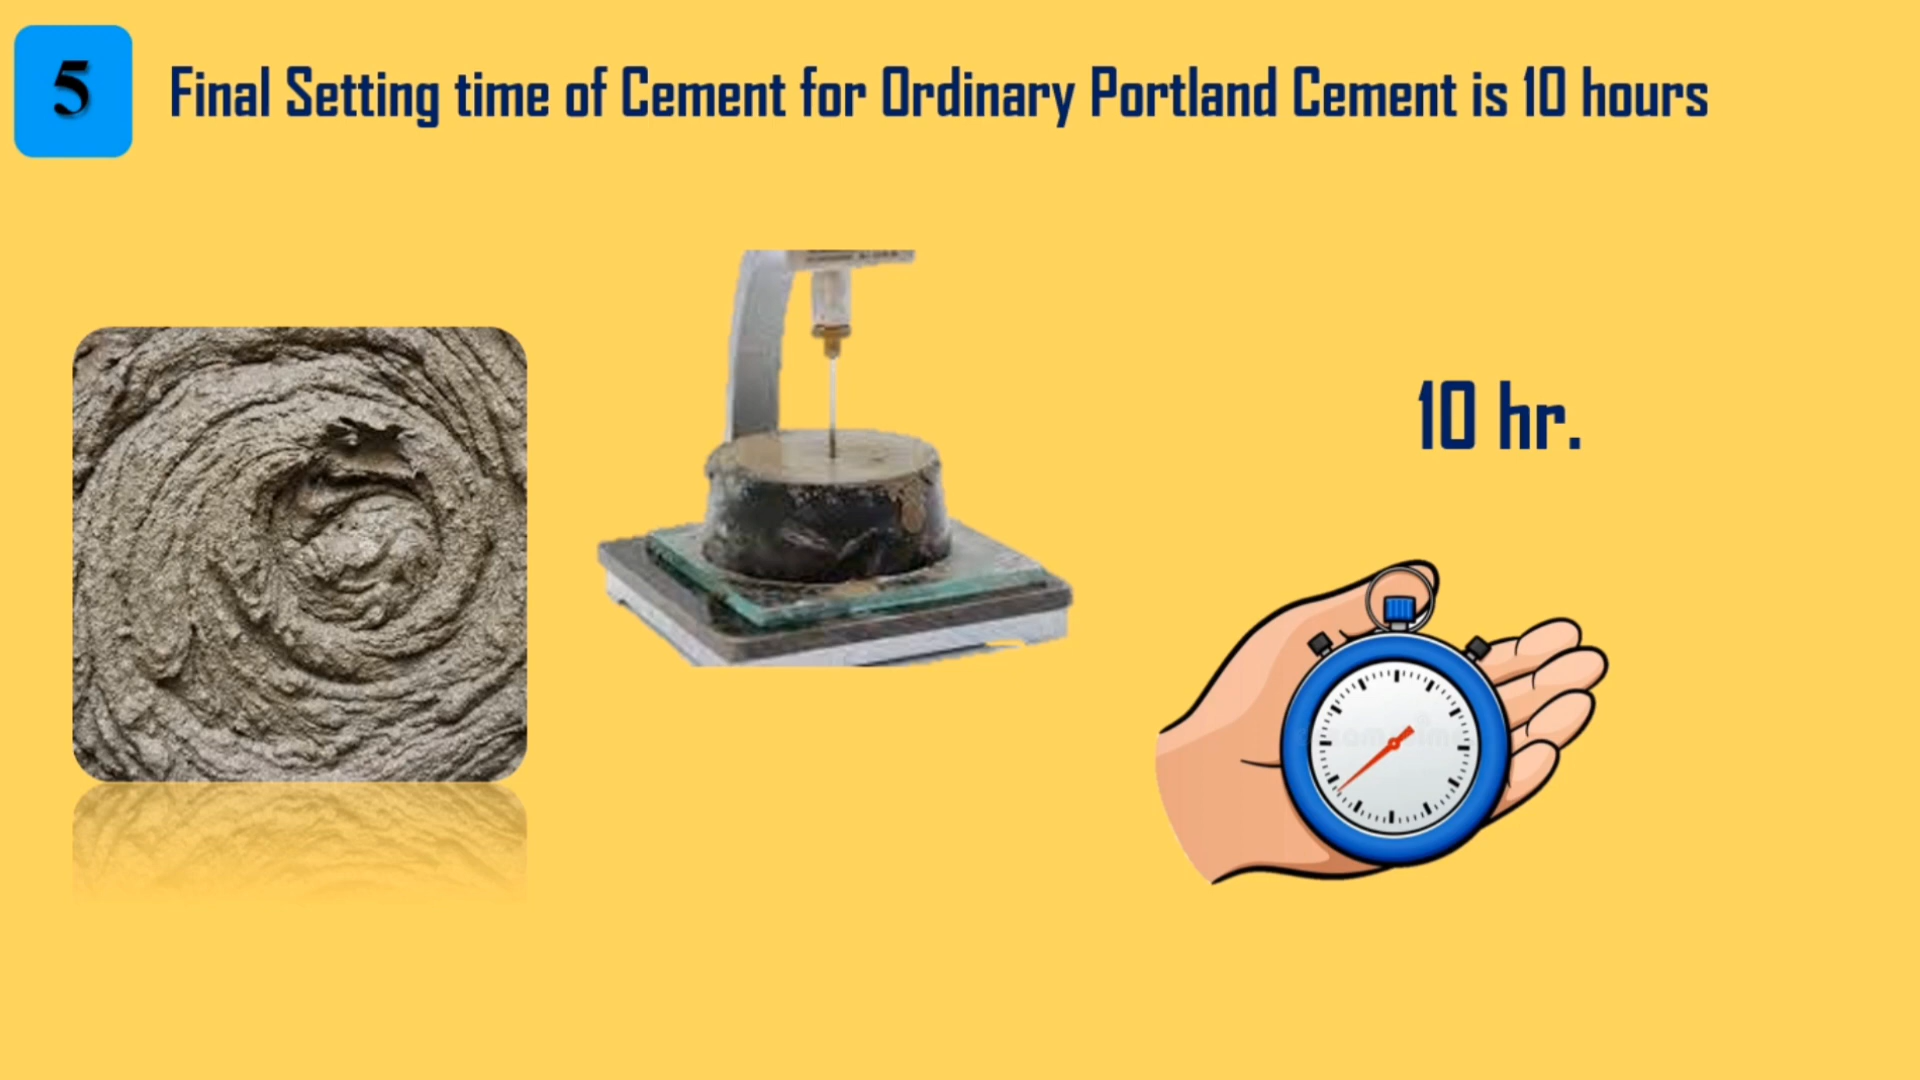 5
Final Setting time of Cement for Ordinary Portland Cement is 10 hours
10 hr.